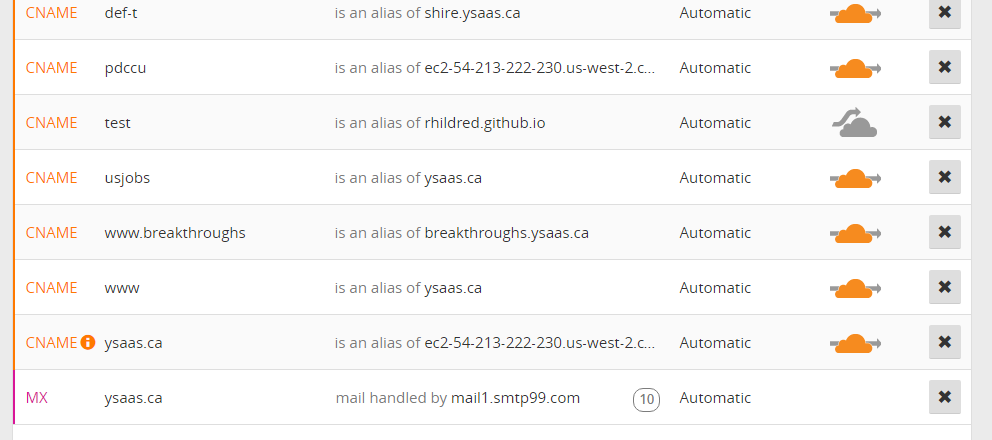 CNAME def-t is an alias of shire.ysaas.ca Automatic
CNAME pdccu is an alias of ec2-54-213-222-230.us-west-2.c... Automatic
CNAME test is an alias of rhildred.github.io Automatic
CNAME usjobs is an alias of ysaas.ca Automatic
CNAME www.breakthroughs is an alias of breakthroughs.ysaas.ca Automatic
CNAME www is an alias of ysaas.ca Automatic
CNAME ysaas.ca is an alias of ec2-54-213-222-230.us-west-2.c... Automatic
MX ysaas.ca mail handled by mail1.smtp99.com 10 Automatic